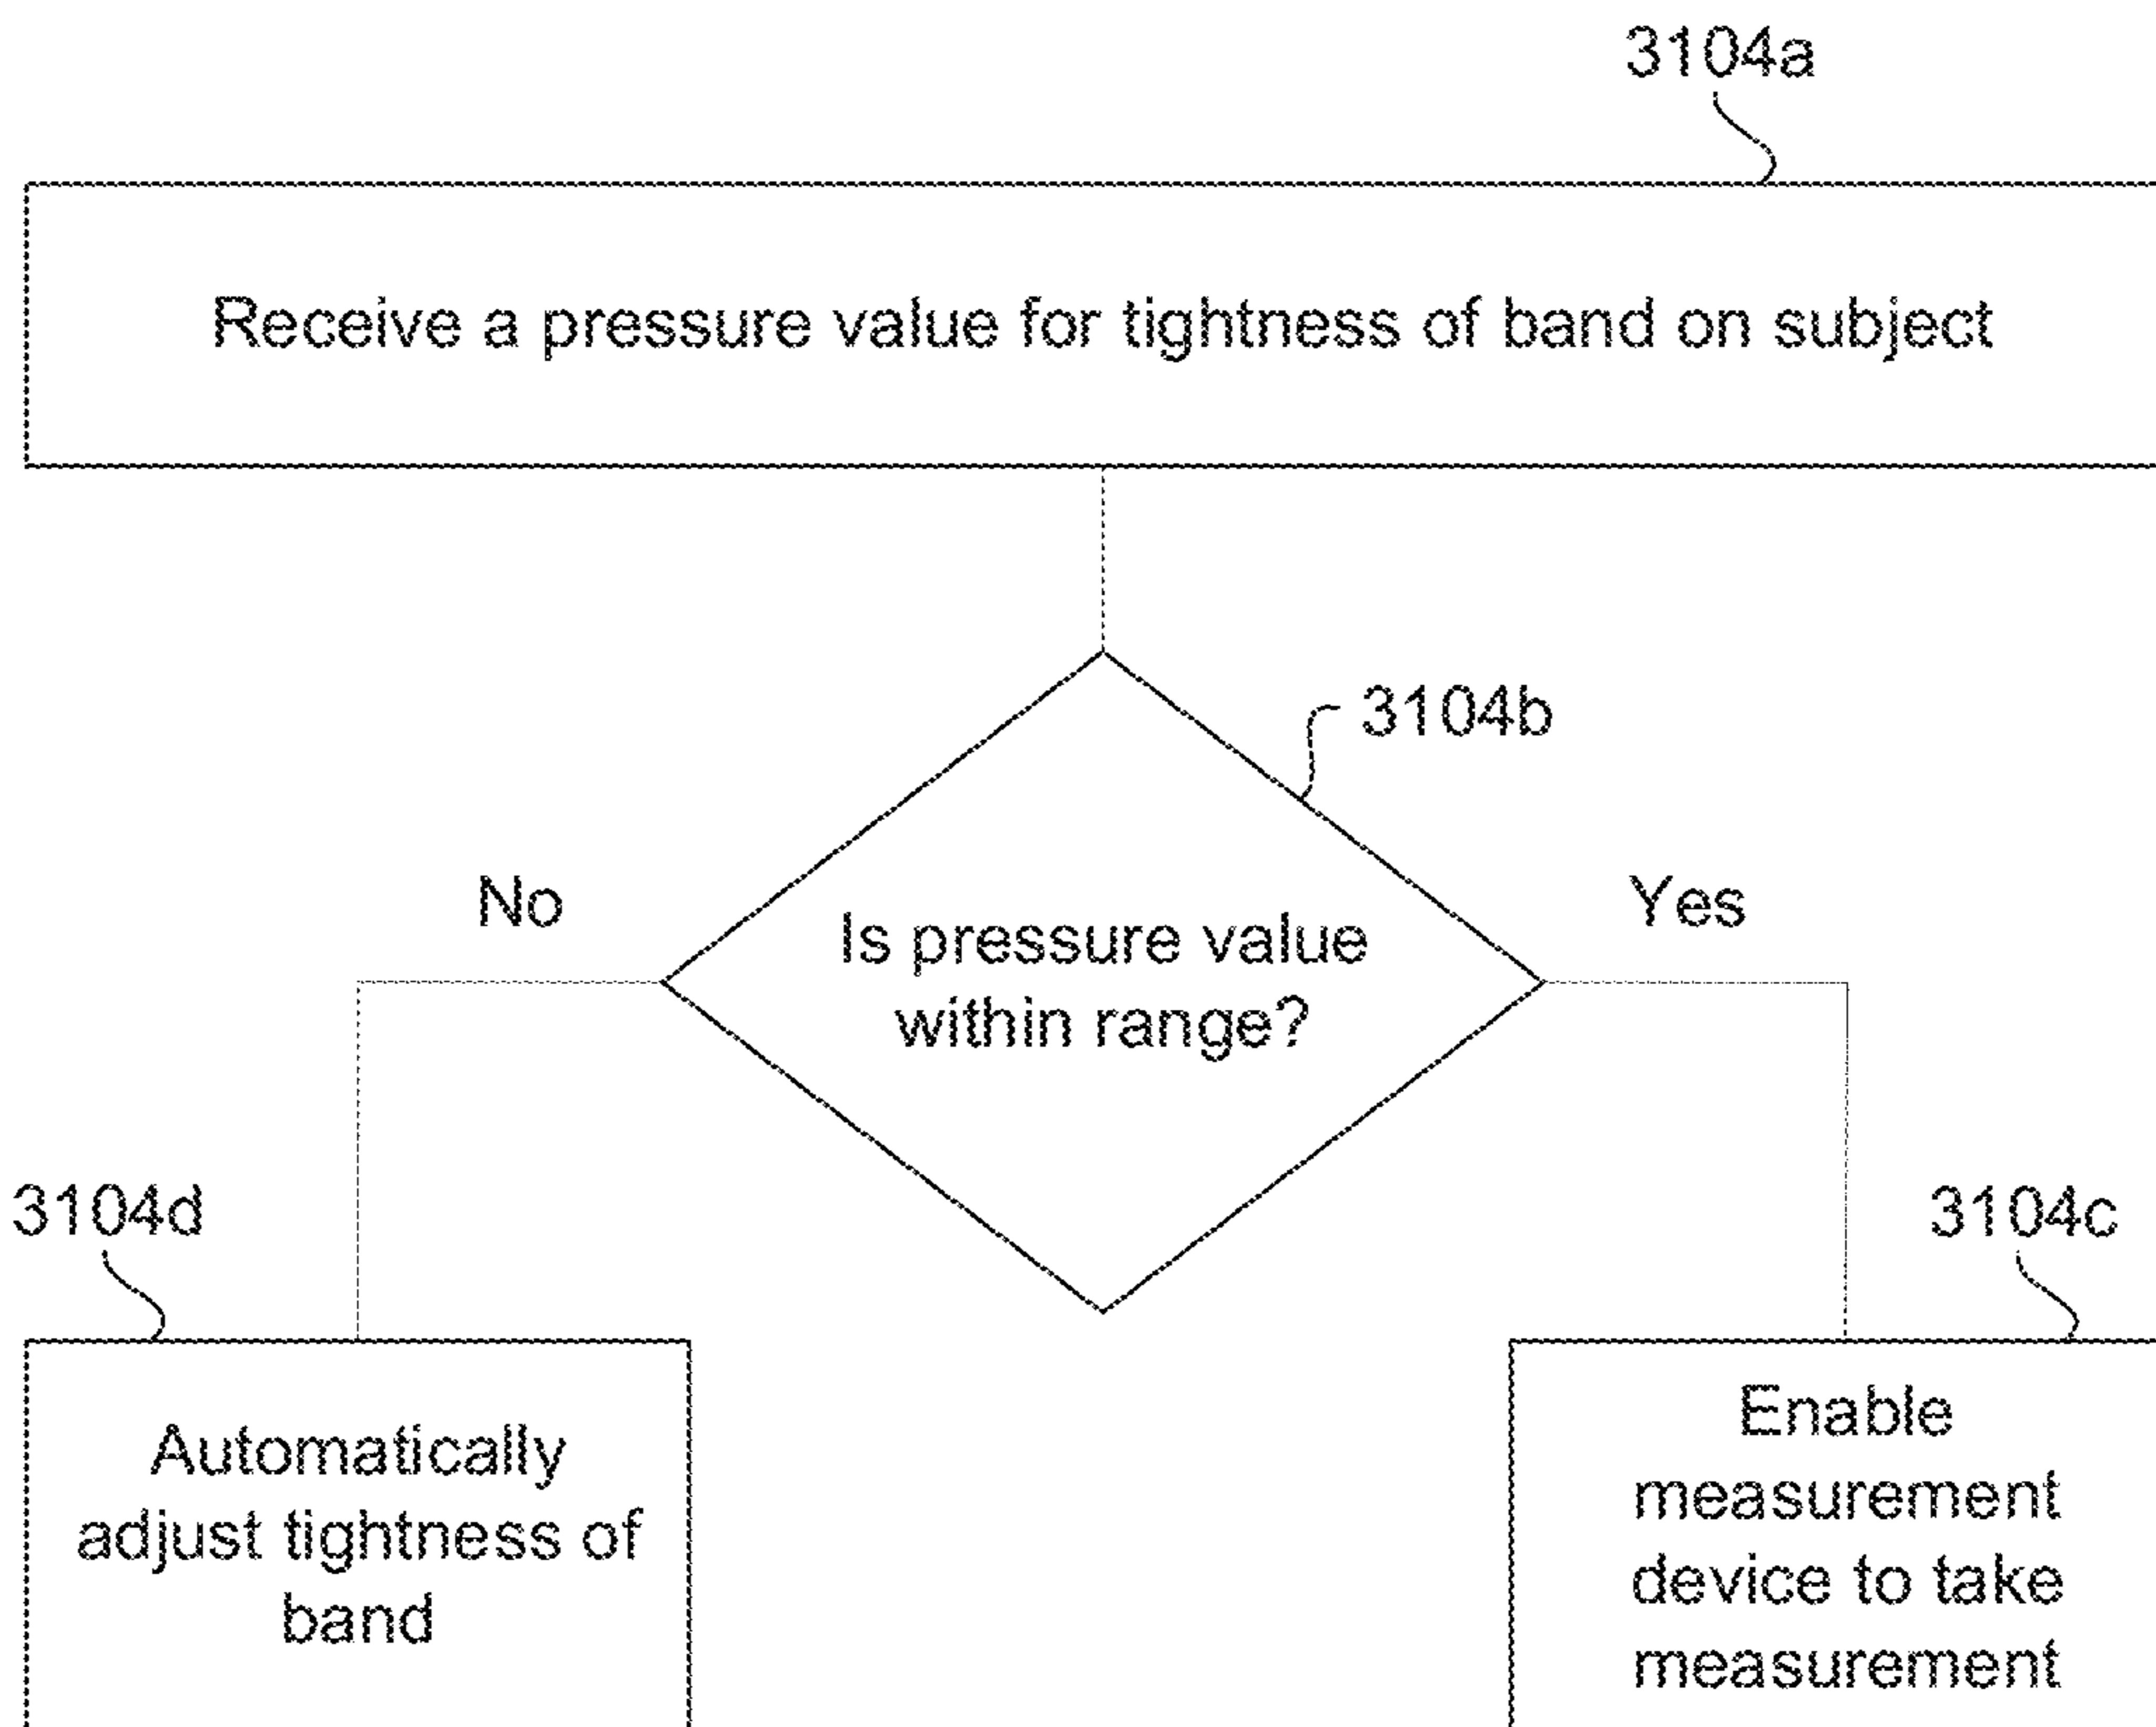 3104a
Receive a pressure value for tightness of band on subject
3104b
No
Yes
Is pressure value
within range?
3104d
3104c
Automatically
adjust tightness of
band
Enable
measurement
device to take
measurement